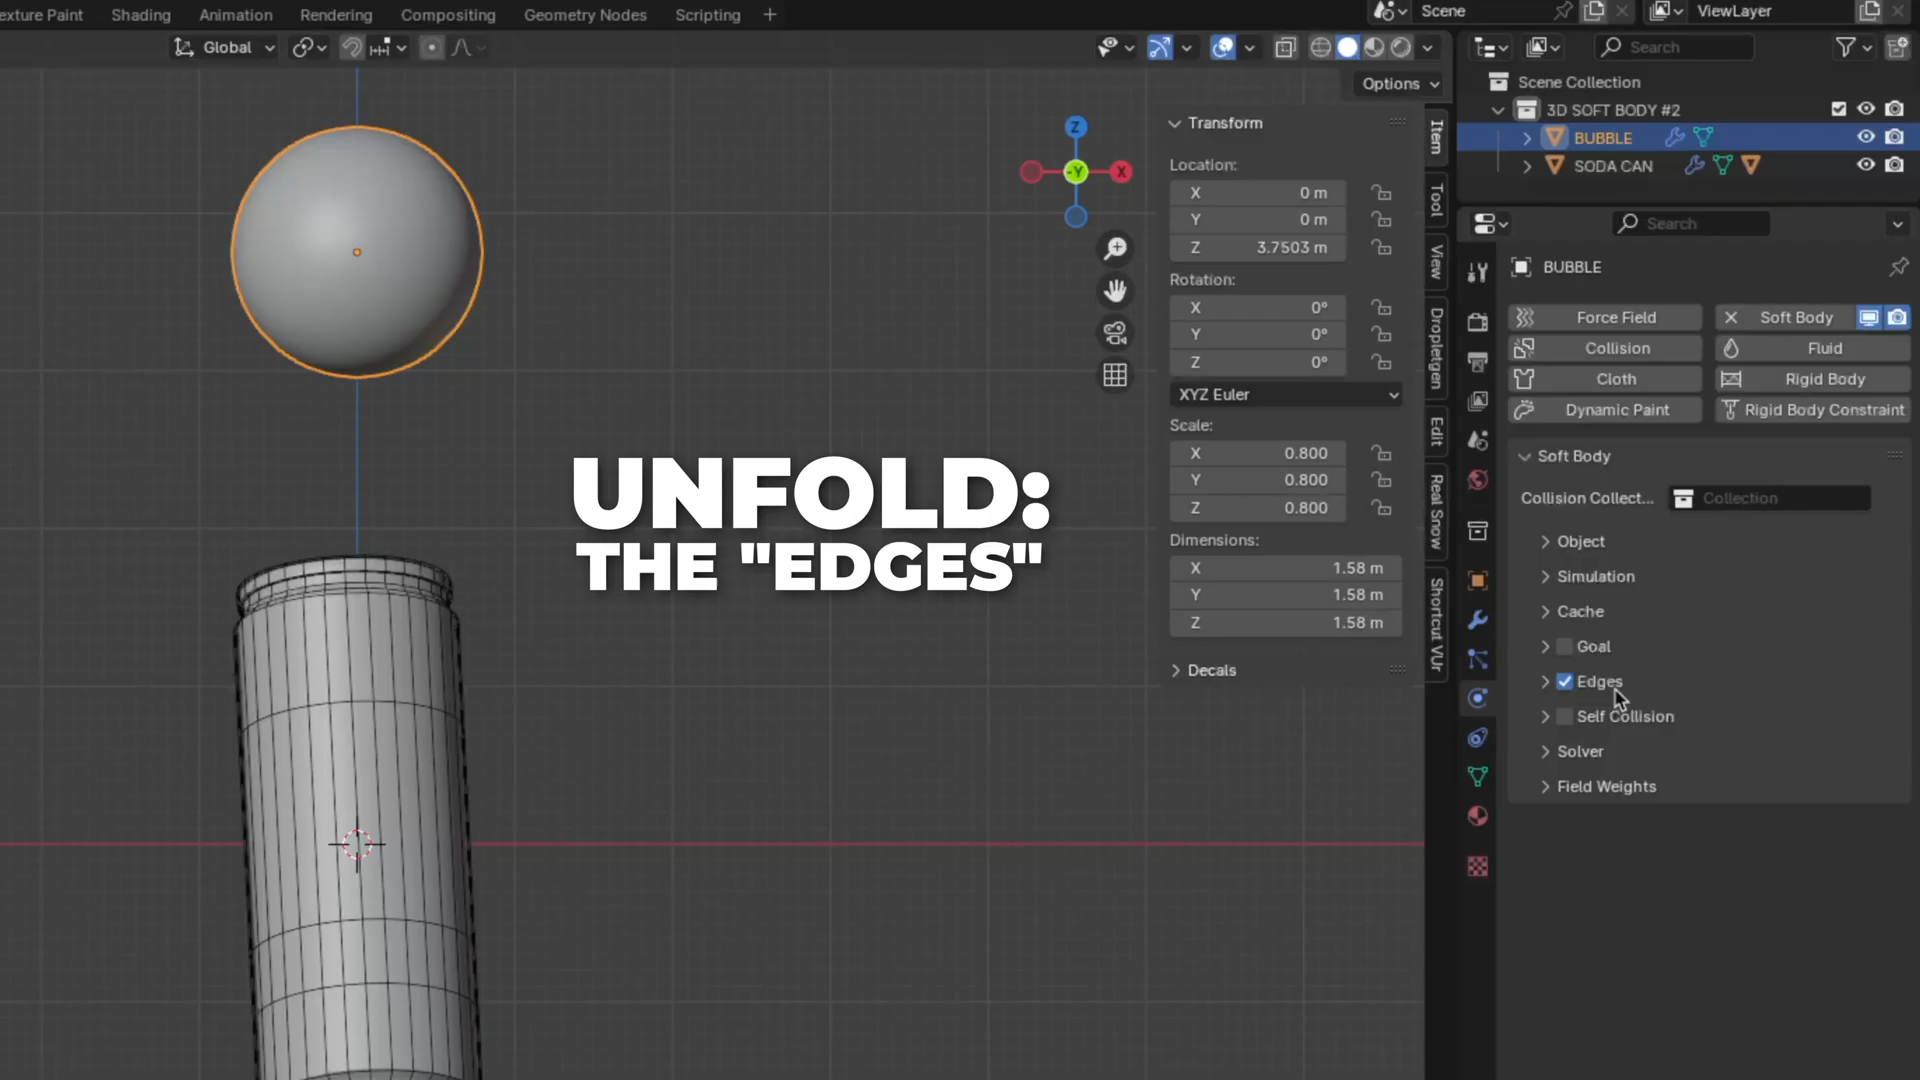 exture Paint Shading Animation Rendering Compositing Geometry Nodes Scripting +
Scene
ViewLayer
Global
Search
Options
Scene Collection
3D SOFT BODY #2
BUBBLE
SODA CAN
Z
-Y
X
Transform
Location:
X 0 m
Y 0 m
Z 3.7503 m
Rotation:
X 0°
Y 0°
Z 0°
XYZ Euler
Scale:
X 0.800
Y 0.800
Z 0.800
Dimensions:
X 1.58 m
Y 1.58 m
Z 1.58 m
Decals
Item
Tool
View
Dropletgen
Edit
Real Snow
Shortcut VUr
UNFOLD:
THE "EDGES"
Search
BUBBLE
Force Field
Soft Body
Collision
Fluid
Cloth
Rigid Body
Dynamic Paint
Rigid Body Constraint
Soft Body
Collision Collect... Collection
Object
Simulation
Cache
Goal
Edges
Self Collision
Solver
Field Weights